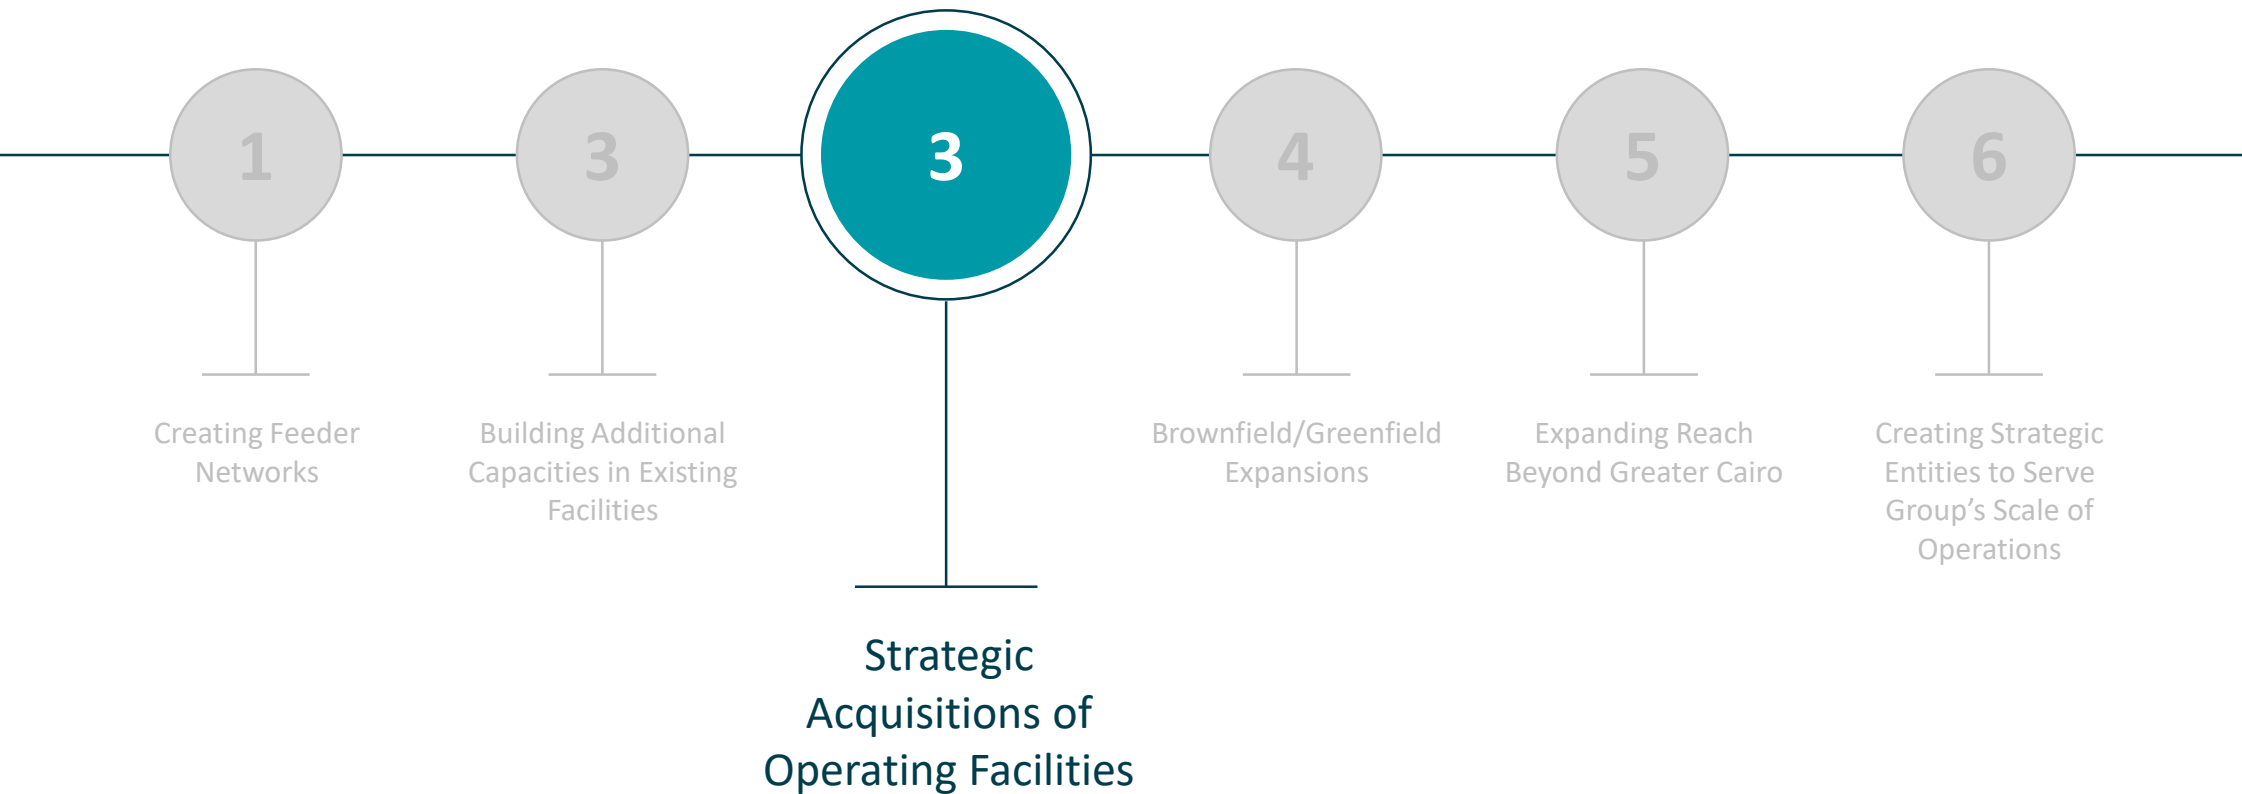 1
3
3
4
5
6
Creating Feeder
Networks
Building Additional
Capacities in Existing
Facilities
Strategic
Acquisitions of
Operating Facilities
Brownfield/Greenfield
Expansions
Expanding Reach
Beyond Greater Cairo
Creating Strategic
Entities to Serve
Group’s Scale of
Operations